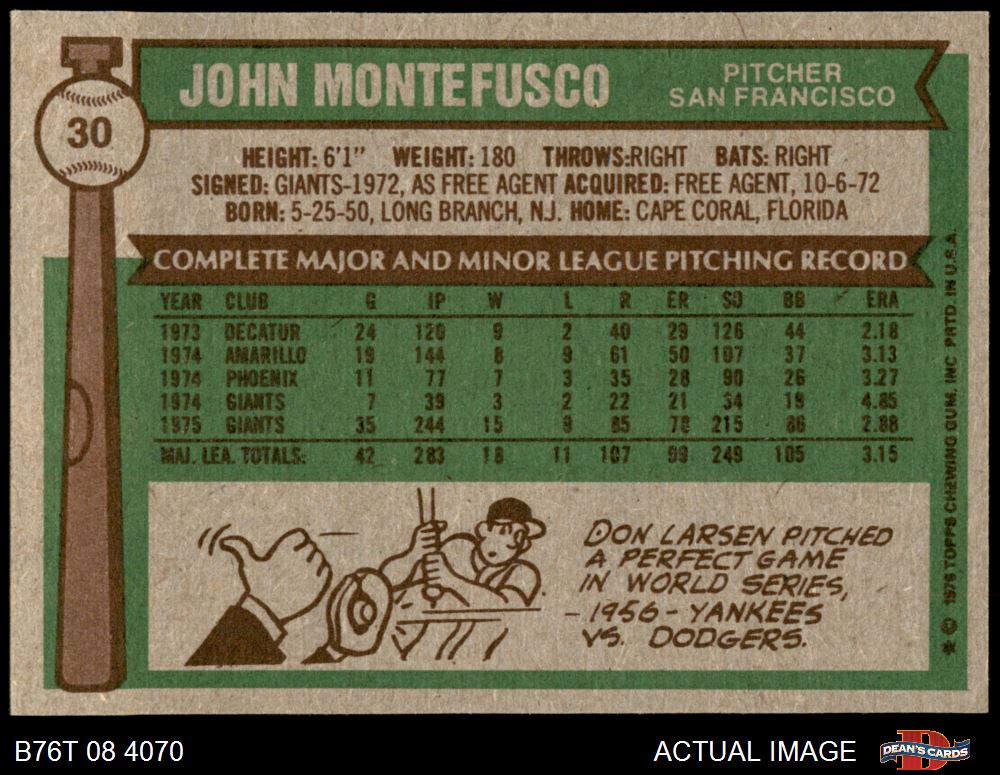 30
JOHN MONTEFUSCO
PITCHER
SAN FRANCISCO
HEIGHT: 6'1" WEIGHT: 180 THROWS:RIGHT BATS: RIGHT
SIGNED: GIANTS-1972, AS FREE AGENT ACQUIRED: FREE AGENT, 10-6-72
BORN: 5-25-50, LONG BRANCH, N.J. HOME: CAPE CORAL, FLORIDA
COMPLETE MAJOR AND MINOR LEAGUE PITCHING RECORD
YEAR CLUB G IP W L R ER SO BB ERA
1973 DECATUR 24 120 9 2 40 29 126 44 2.18
1974 AMARILLO 19 144 8 9 61 50 107 37 3.13
1974 PHOENIX 11 77 7 3 35 28 90 26 3.27
1974 GIANTS 7 39 3 2 22 21 34 19 4.85
1975 GIANTS 35 244 15 9 85 78 215 86 2.88
MAJ. LEA. TOTALS: 42 283 18 11 107 99 249 105 3.15
DON LARSEN PITCHED
A PERFECT GAME
IN WORLD SERIES,
-1956- YANKEES
VS. DODGERS.
* © 1976 TOPPS CHEWING GUM, INC PRTD. IN U.S.A.
B76T 08 4070
ACTUAL IMAGE
D
DEAN'S CARDS